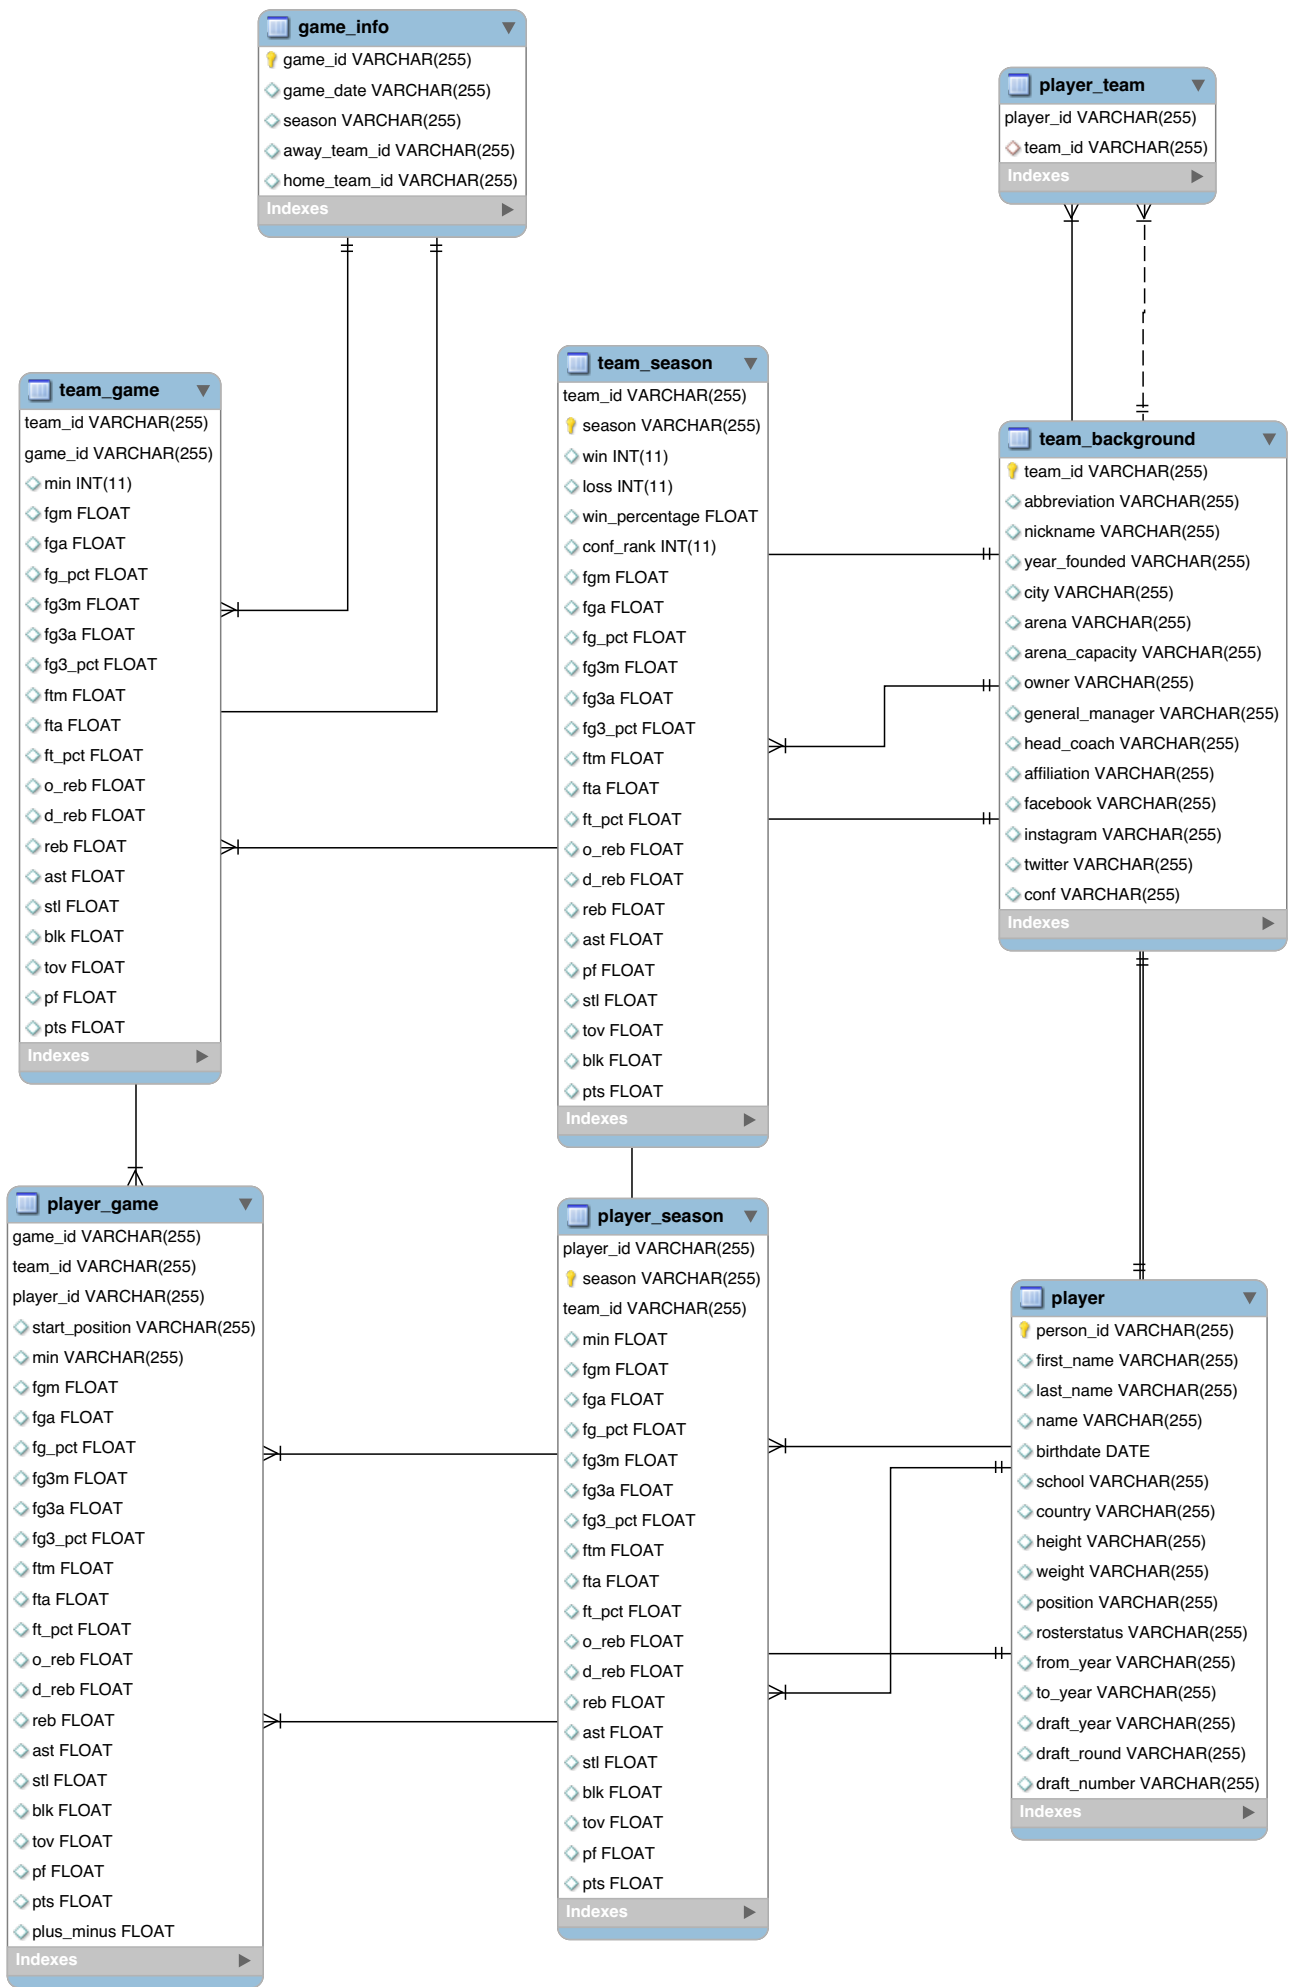 game_info
game_id VARCHAR(255)
game_date VARCHAR(255)
season VARCHAR(255)
away_team_id VARCHAR(255)
home_team_id VARCHAR(255)
Indexes
player_team
player_id VARCHAR(255)
team_id VARCHAR(255)
Indexes
team_game
team_id VARCHAR(255)
game_id VARCHAR(255)
min INT(11)
fgm FLOAT
fga FLOAT
fg_pct FLOAT
fg3m FLOAT
fg3a FLOAT
fg3_pct FLOAT
ftm FLOAT
fta FLOAT
ft_pct FLOAT
o_reb FLOAT
d_reb FLOAT
reb FLOAT
ast FLOAT
stl FLOAT
blk FLOAT
tov FLOAT
pf FLOAT
pts FLOAT
Indexes
team_season
team_id VARCHAR(255)
season VARCHAR(255)
win INT(11)
loss INT(11)
win_percentage FLOAT
conf_rank INT(11)
fgm FLOAT
fga FLOAT
fg_pct FLOAT
fg3m FLOAT
fg3a FLOAT
fg3_pct FLOAT
ftm FLOAT
fta FLOAT
ft_pct FLOAT
o_reb FLOAT
d_reb FLOAT
reb FLOAT
ast FLOAT
pf FLOAT
stl FLOAT
tov FLOAT
blk FLOAT
pts FLOAT
Indexes
team_background
team_id VARCHAR(255)
abbreviation VARCHAR(255)
nickname VARCHAR(255)
year_founded VARCHAR(255)
city VARCHAR(255)
arena VARCHAR(255)
arena_capacity VARCHAR(255)
owner VARCHAR(255)
general_manager VARCHAR(255)
head_coach VARCHAR(255)
affiliation VARCHAR(255)
facebook VARCHAR(255)
instagram VARCHAR(255)
twitter VARCHAR(255)
conf VARCHAR(255)
Indexes
player_game
game_id VARCHAR(255)
team_id VARCHAR(255)
player_id VARCHAR(255)
start_position VARCHAR(255)
min VARCHAR(255)
fgm FLOAT
fga FLOAT
fg_pct FLOAT
fg3m FLOAT
fg3a FLOAT
fg3_pct FLOAT
ftm FLOAT
fta FLOAT
ft_pct FLOAT
o_reb FLOAT
d_reb FLOAT
reb FLOAT
ast FLOAT
stl FLOAT
blk FLOAT
tov FLOAT
pf FLOAT
pts FLOAT
plus_minus FLOAT
Indexes
player_season
player_id VARCHAR(255)
season VARCHAR(255)
team_id VARCHAR(255)
min FLOAT
fgm FLOAT
fga FLOAT
fg_pct FLOAT
fg3m FLOAT
fg3a FLOAT
fg3_pct FLOAT
ftm FLOAT
fta FLOAT
ft_pct FLOAT
o_reb FLOAT
d_reb FLOAT
reb FLOAT
ast FLOAT
stl FLOAT
blk FLOAT
tov FLOAT
pf FLOAT
pts FLOAT
Indexes
player
person_id VARCHAR(255)
first_name VARCHAR(255)
last_name VARCHAR(255)
name VARCHAR(255)
birthdate DATE
school VARCHAR(255)
country VARCHAR(255)
height VARCHAR(255)
weight VARCHAR(255)
position VARCHAR(255)
rosterstatus VARCHAR(255)
from_year VARCHAR(255)
to_year VARCHAR(255)
draft_year VARCHAR(255)
draft_round VARCHAR(255)
draft_number VARCHAR(255)
Indexes